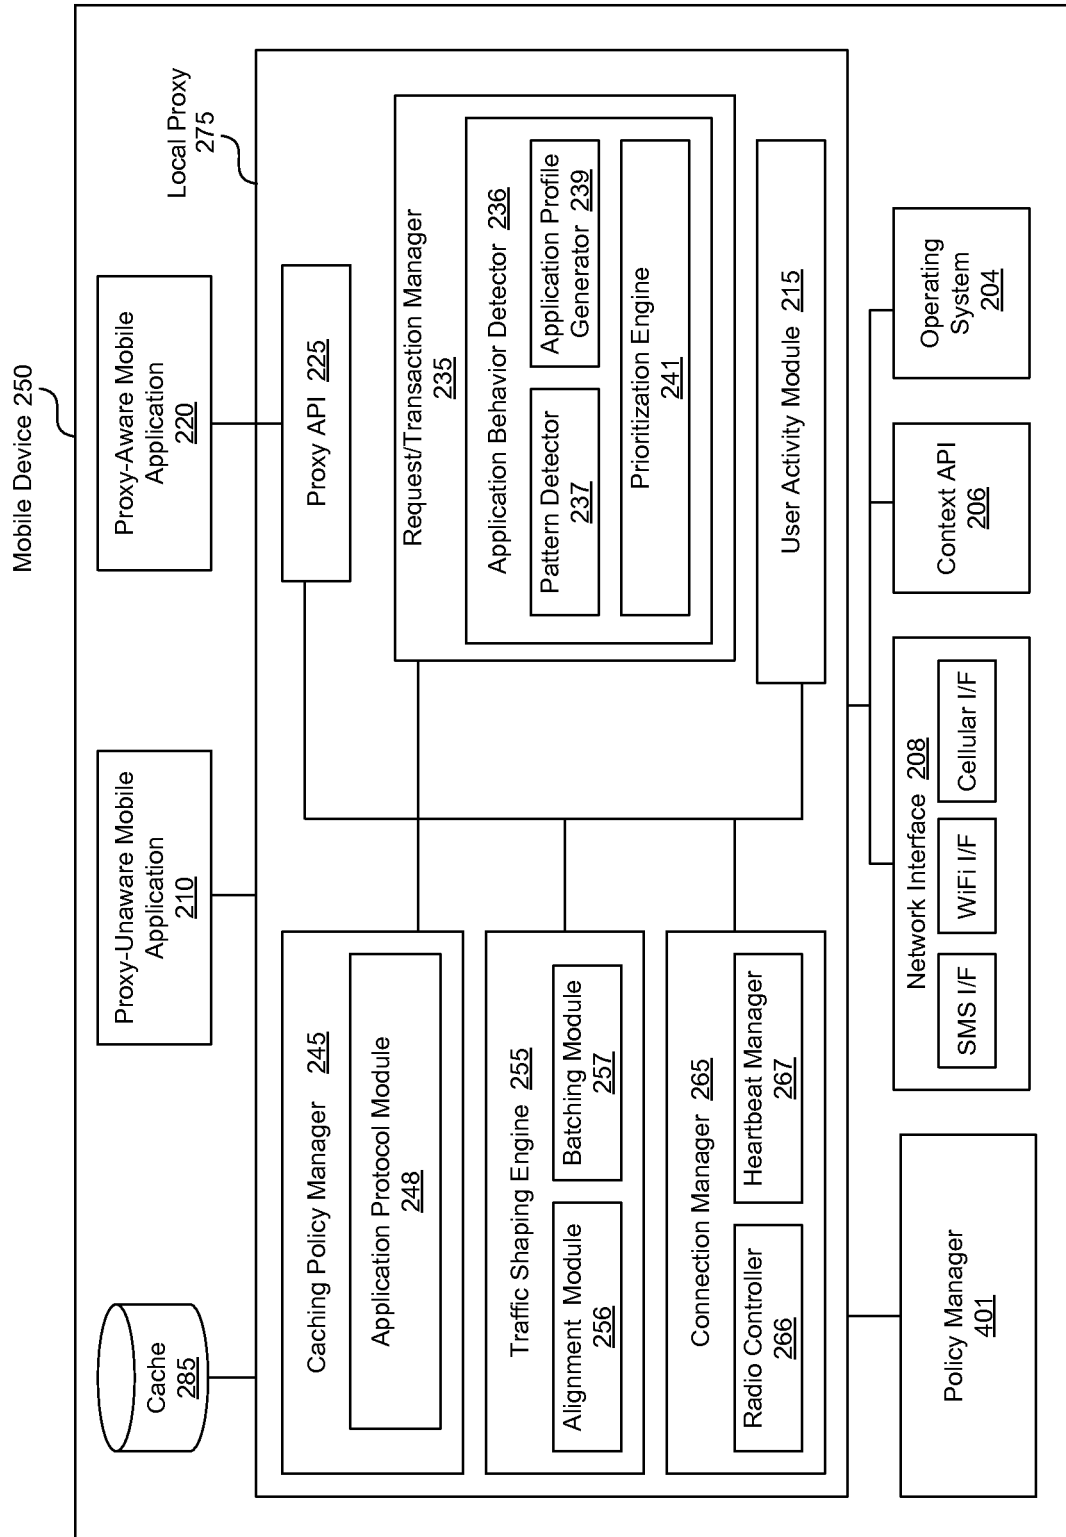 Mobile Device 250
Local Proxy
275
Cache
285
Proxy-Unaware Mobile
Application
210
Proxy-Aware Mobile
Application
220
Caching Policy Manager 245
Application Protocol Module
248
Traffic Shaping Engine 255
Alignment Module
256
Batching Module
257
Connection Manager 265
Radio Controller
266
Heartbeat Manager
267
Proxy API 225
Request/Transaction Manager
235
Application Behavior Detector 236
Pattern Detector
237
Application Profile
Generator 239
Prioritization Engine
241
User Activity Module 215
Policy Manager
401
Network Interface 208
SMS I/F
WiFi I/F
Cellular I/F
Context API
206
Operating
System
204